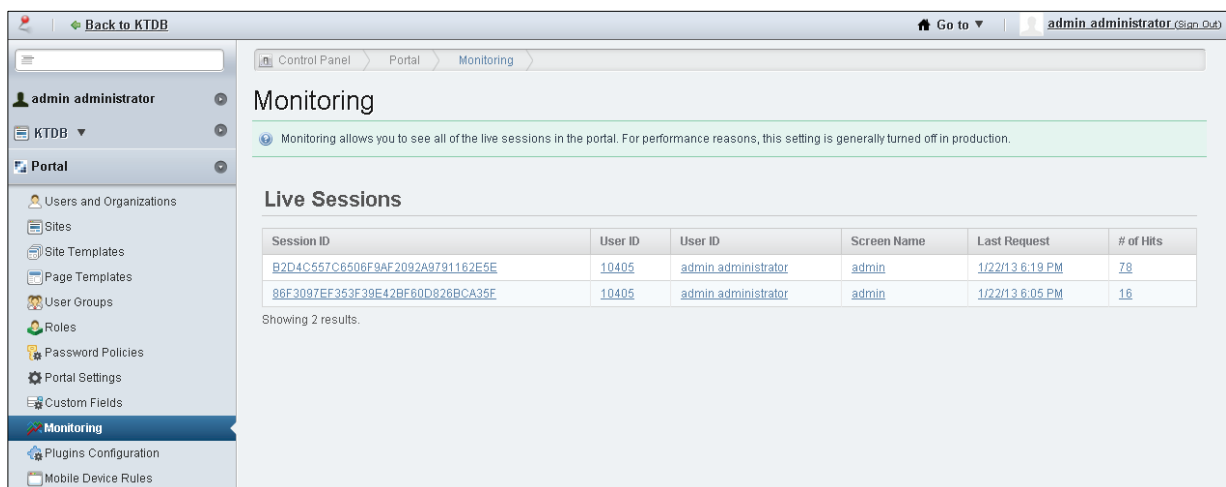 Back to KTDB
Go to ▼
admin administrator (Sign Out)
admin administrator
KTDB ▼
Portal
Users and Organizations
Sites
Site Templates
Page Templates
User Groups
Roles
Password Policies
Portal Settings
Custom Fields
Monitoring
Plugins Configuration
Mobile Device Rules
Control Panel Portal Monitoring
Monitoring
Monitoring allows you to see all of the live sessions in the portal. For performance reasons, this setting is generally turned off in production.
Live Sessions
Session ID User ID User ID Screen Name Last Request # of Hits
B2D4C557C6506F9AF2092A9791162E5E 10405 admin administrator admin 1/22/13 6:19 PM 78
86F3097EF353F39E42BF60D826BCA35F 10405 admin administrator admin 1/22/13 6:05 PM 16
Showing 2 results.